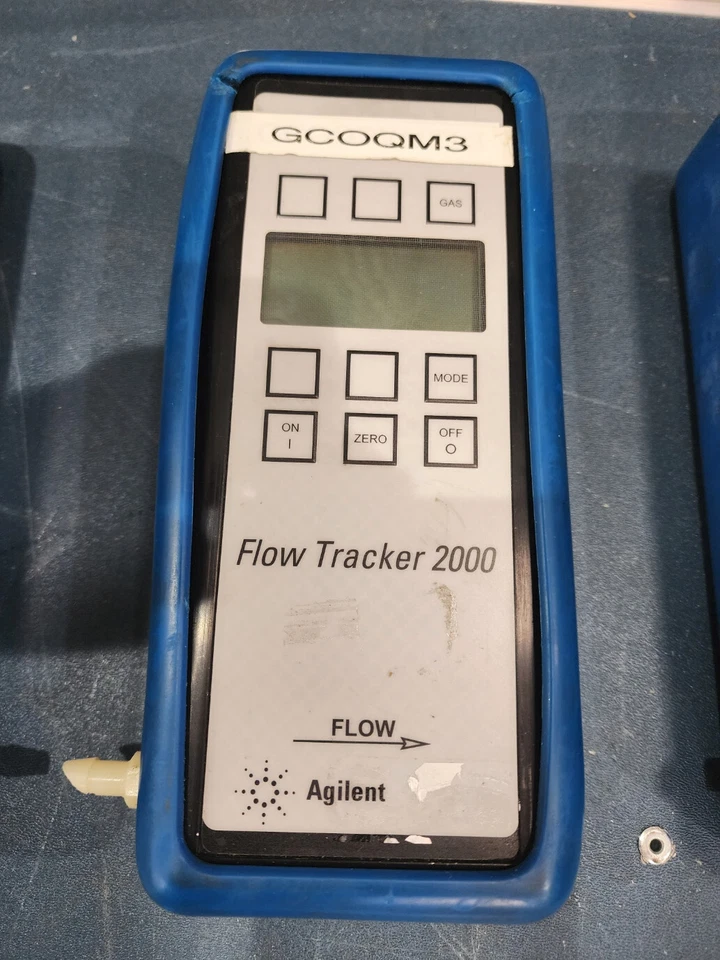 GCOQM3
GAS
MODE
ON
I
ZERO
OFF
O
Flow Tracker 2000
FLOW
Agilent